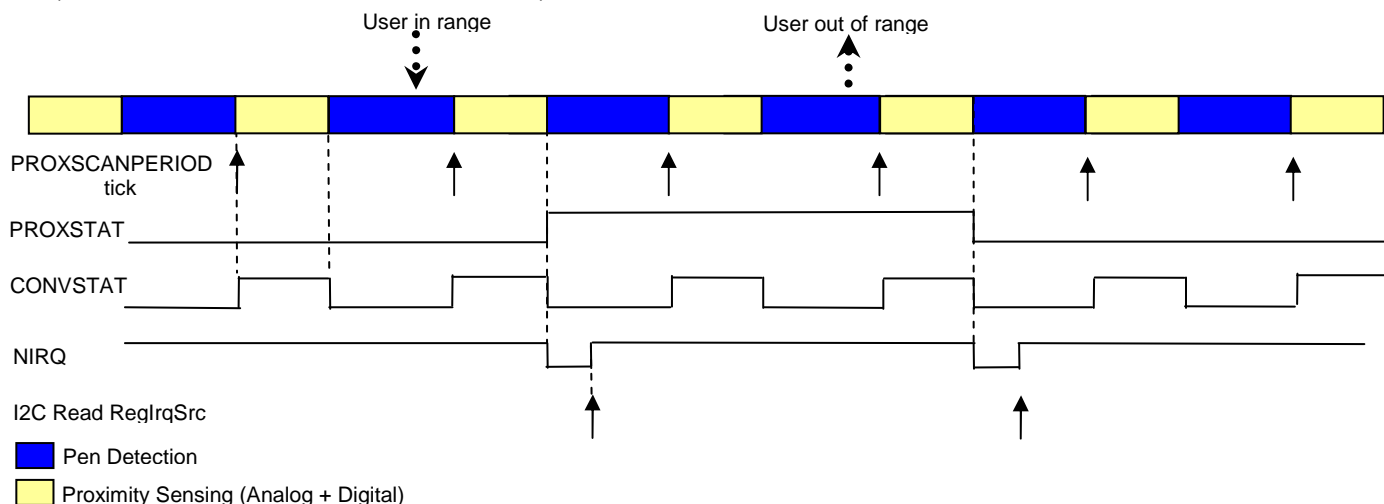 User in range
User out of range
PROXSCANPERIOD
tick
PROXSTAT
CONVSTAT
NIRQ
I2C Read RegIrqSrc
Pen Detection
Proximity Sensing (Analog + Digital)